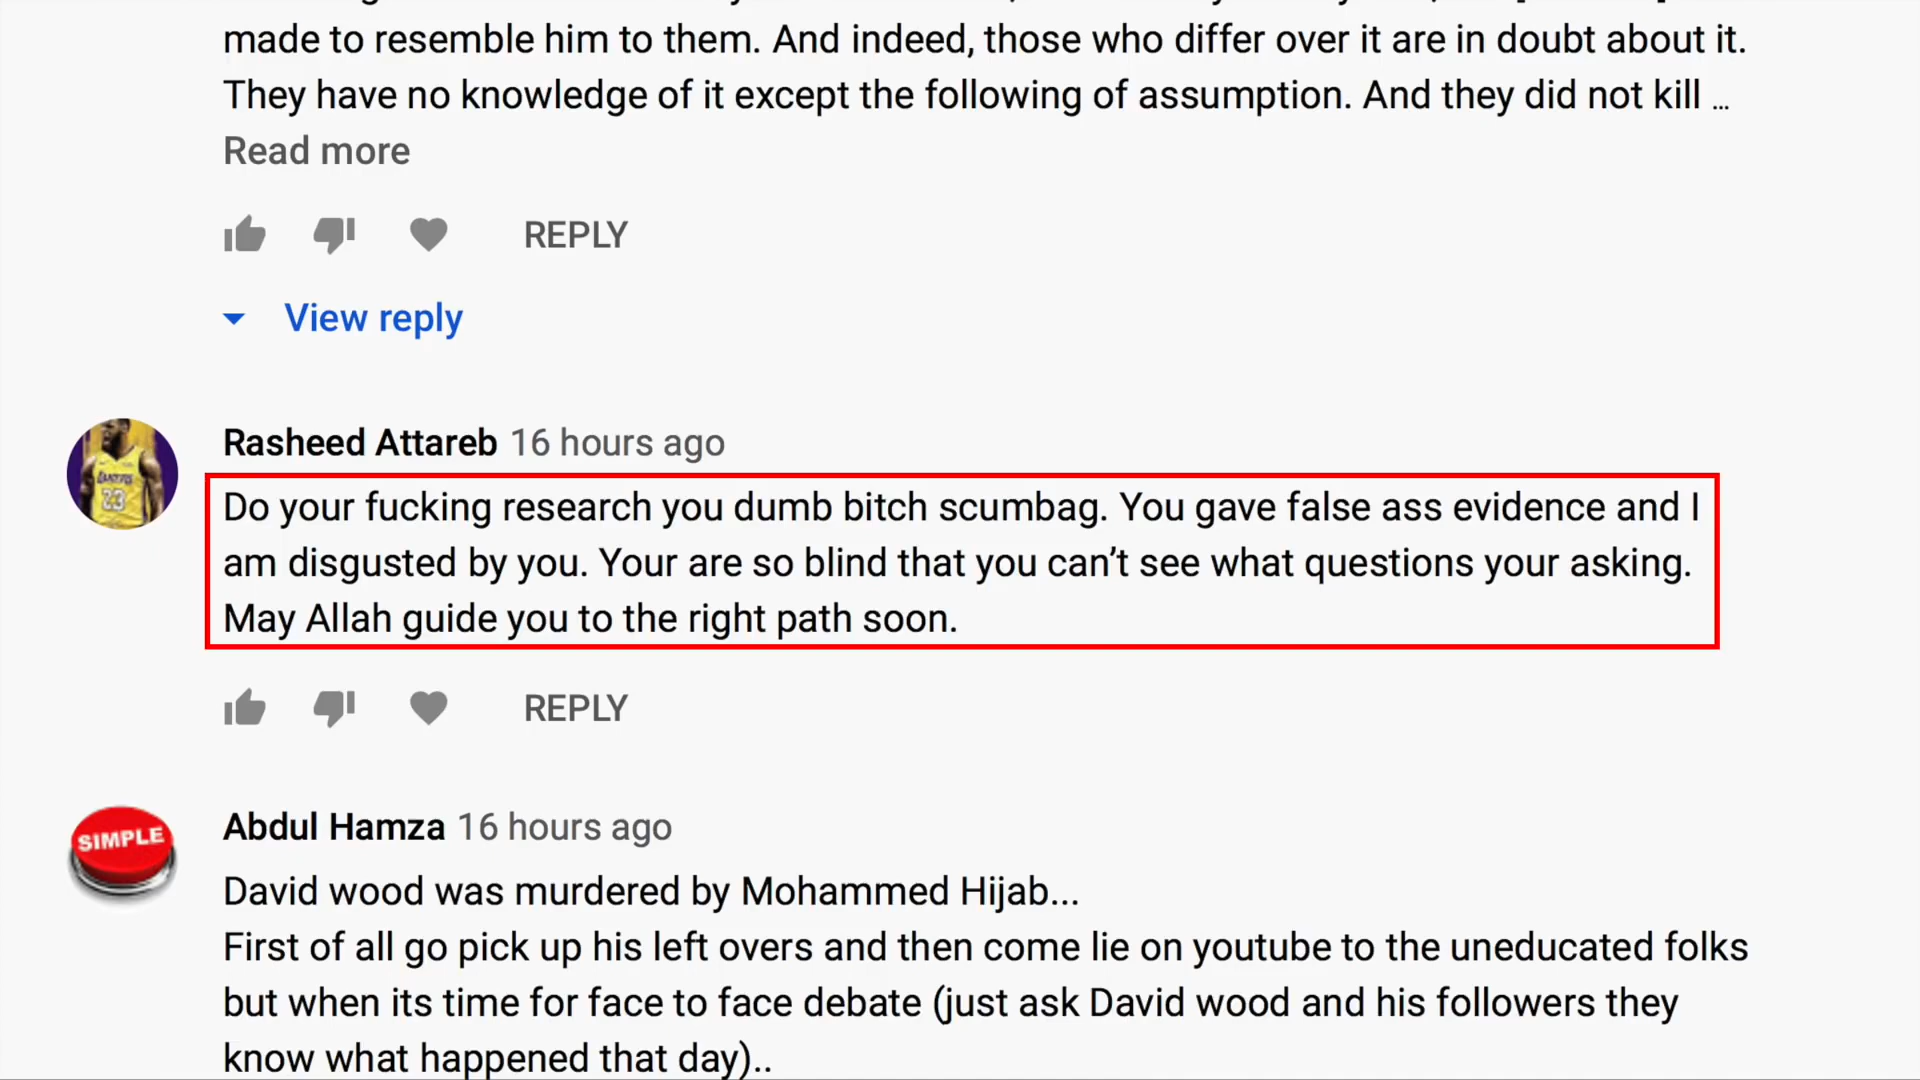 made to resemble him to them. And indeed, those who differ over it are in doubt about it.
They have no knowledge of it except the following of assumption. And they did not kill ...
Read more
REPLY
View reply
Rasheed Attareb 16 hours ago
Do your fucking research you dumb bitch scumbag. You gave false ass evidence and I
am disgusted by you. Your are so blind that you can’t see what questions your asking.
May Allah guide you to the right path soon.
REPLY
Abdul Hamza 16 hours ago
SIMPLE
David wood was murdered by Mohammed Hijab...
First of all go pick up his left overs and then come lie on youtube to the uneducated folks
but when its time for face to face debate (just ask David wood and his followers they
know what happened that day)..